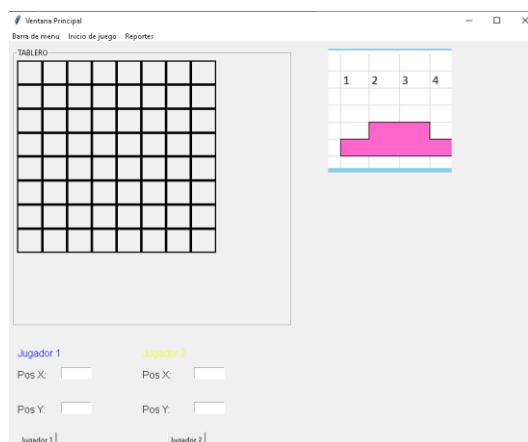 Ventana Principal
Barra de menu Inicio de juego Reportes
TABLERO
1 2 3 4
Jugador 1 Jugador 2
Pos X: Pos X:
Pos Y: Pos Y:
Jugador 1 Jugador 2